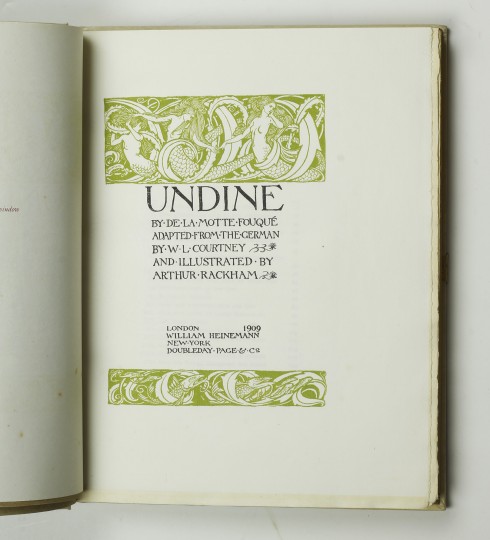 UNDINE
BY·DE·LA·MOTTE·FOUQUÉ
ADAPTED·FROM·THE·GERMAN
BY·W·L·COURTNEY
AND·ILLUSTRATED·BY
ARTHUR·RACKHAM
LONDON 1909
WILLIAM HEINEMANN
NEW·YORK
DOUBLEDAY·PAGE·&·Co